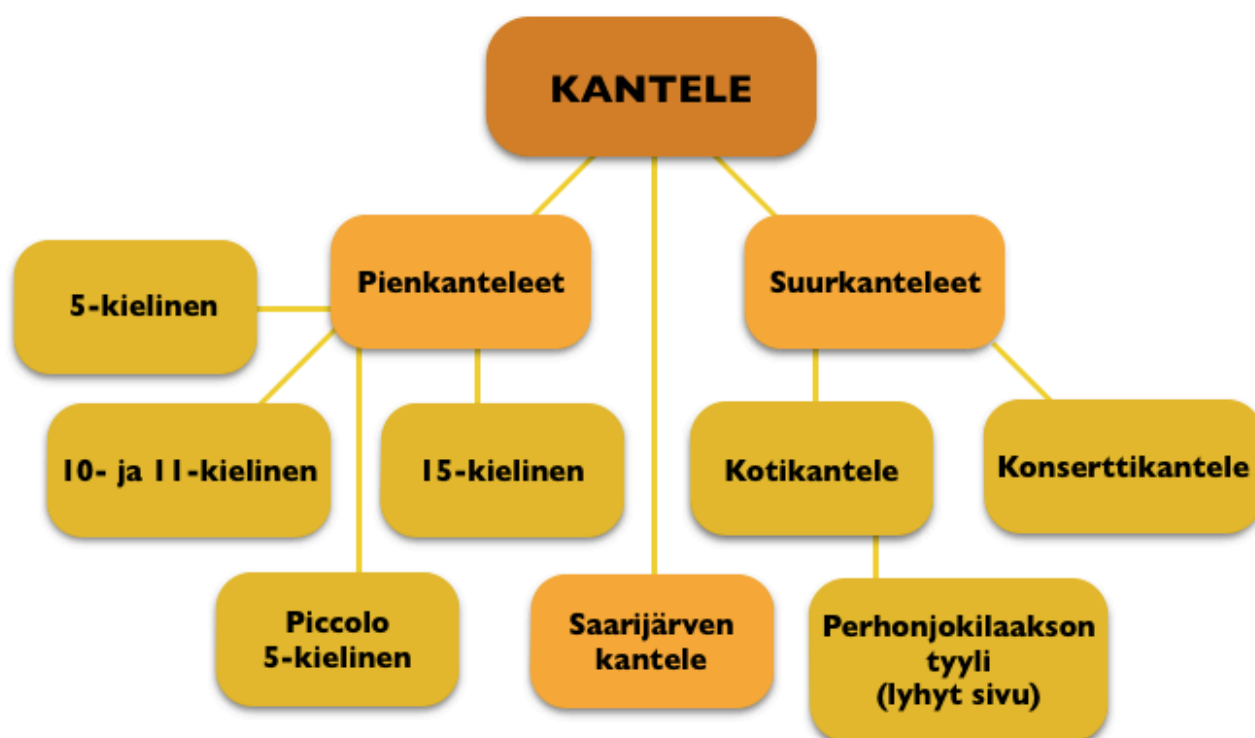 KANTELE
Pienkanteleet
Suurkanteleet
5-kielinen
10- ja 11-kielinen
15-kielinen
Kotikantele
Konserttikantele
Piccolo
5-kielinen
Saarijärven
kantele
Perhonjokilaakson
tyyli
(lyhyt sivu)